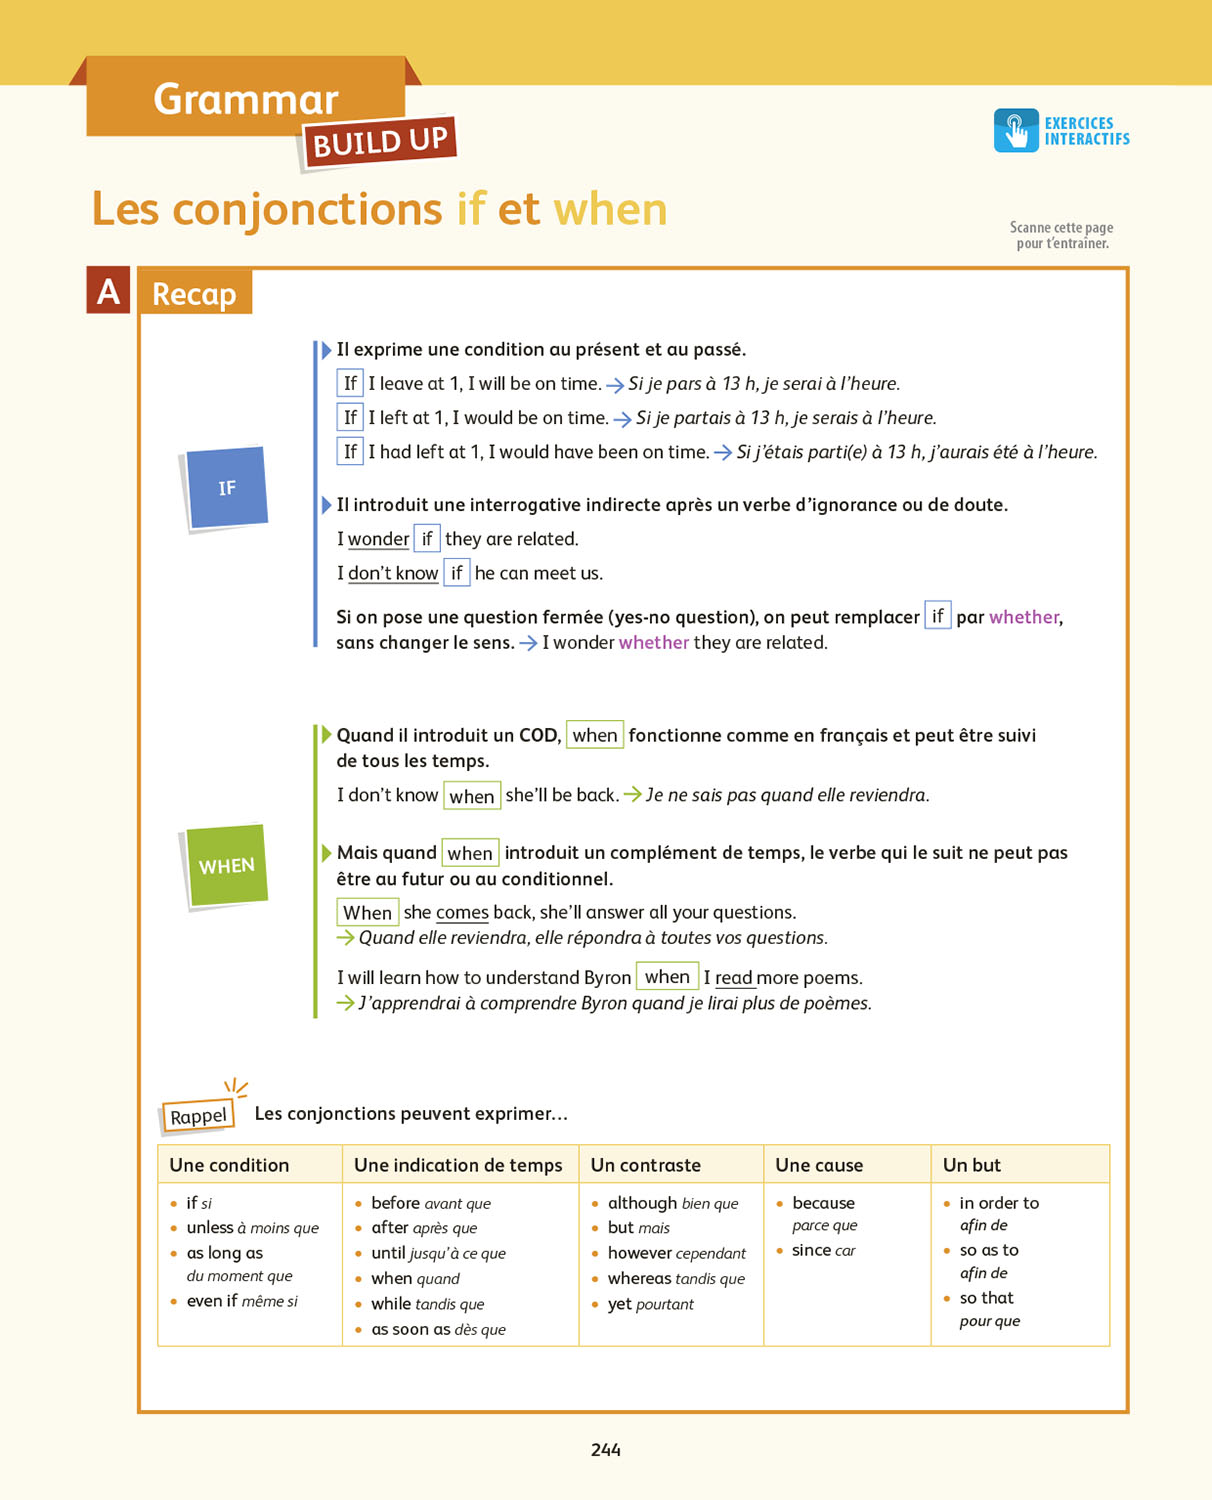 Grammar
BUILD UP
EXERCICES
INTERACTIFS
Les conjonctions if et when
Scanne cette page
pour t'entraîner.
A Recap
IF
Il exprime une condition au présent et au passé.
If I leave at 1, I will be on time. → Si je pars à 13 h, je serai à l'heure.
If I left at 1, I would be on time. → Si je partais à 13 h, je serais à l'heure.
If I had left at 1, I would have been on time. → Si j'étais parti(e) à 13 h, j'aurais été à l'heure.
Il introduit une interrogative indirecte après un verbe d'ignorance ou de doute.
I wonder if they are related.
I don't know if he can meet us.
Si on pose une question fermée (yes-no question), on peut remplacer if par whether,
sans changer le sens. → I wonder whether they are related.
WHEN
Quand il introduit un COD, when fonctionne comme en français et peut être suivi
de tous les temps.
I don't know when she'll be back. → Je ne sais pas quand elle reviendra.
Mais quand when introduit un complément de temps, le verbe qui le suit ne peut pas
être au futur ou au conditionnel.
When she comes back, she'll answer all your questions.
→ Quand elle reviendra, elle répondra à toutes vos questions.
I will learn how to understand Byron when I read more poems.
→ J'apprendrai à comprendre Byron quand je lirai plus de poèmes.
Rappel Les conjonctions peuvent exprimer…
Une condition
• if si
• unless à moins que
• as long as
du moment que
• even if même si
Une indication de temps
• before avant que
• after après que
• until jusqu'à ce que
• when quand
• while tandis que
• as soon as dès que
Un contraste
• although bien que
• but mais
• however cependant
• whereas tandis que
• yet pourtant
Une cause
• because
parce que
• since car
Un but
• in order to
afin de
• so as to
afin de
• so that
pour que
244